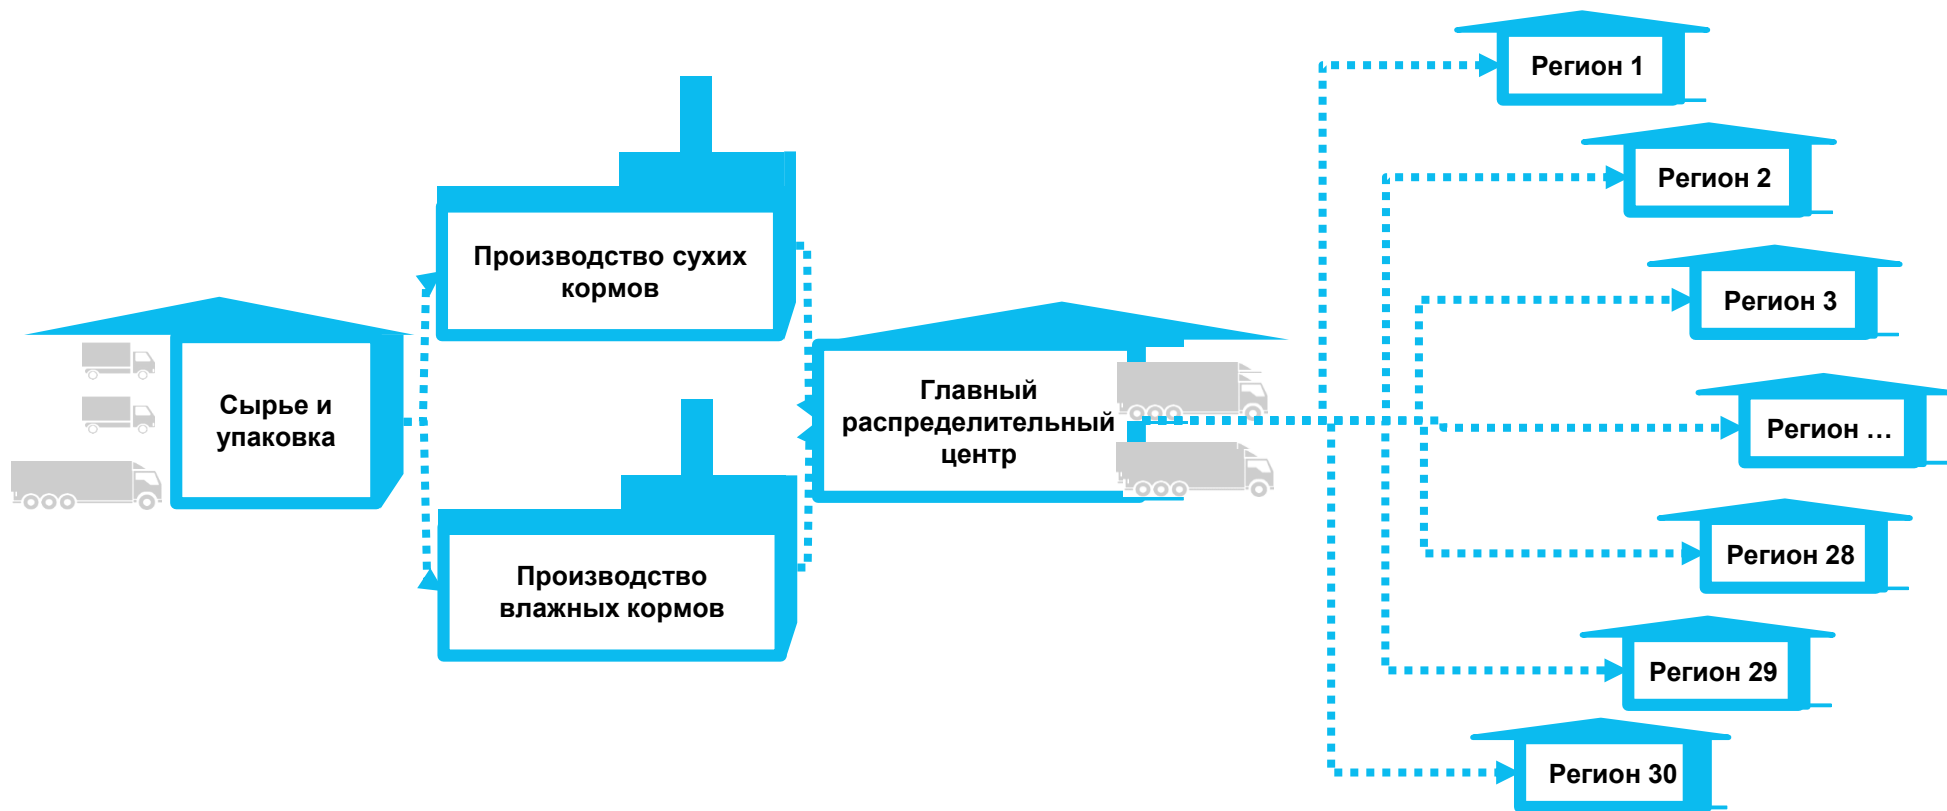 Сырье и
упаковка
Производство сухих
кормов
Производство
влажных кормов
Главный
распределительный
центр
Регион 1
Регион 2
Регион 3
Регион ...
Регион 28
Регион 29
Регион 30